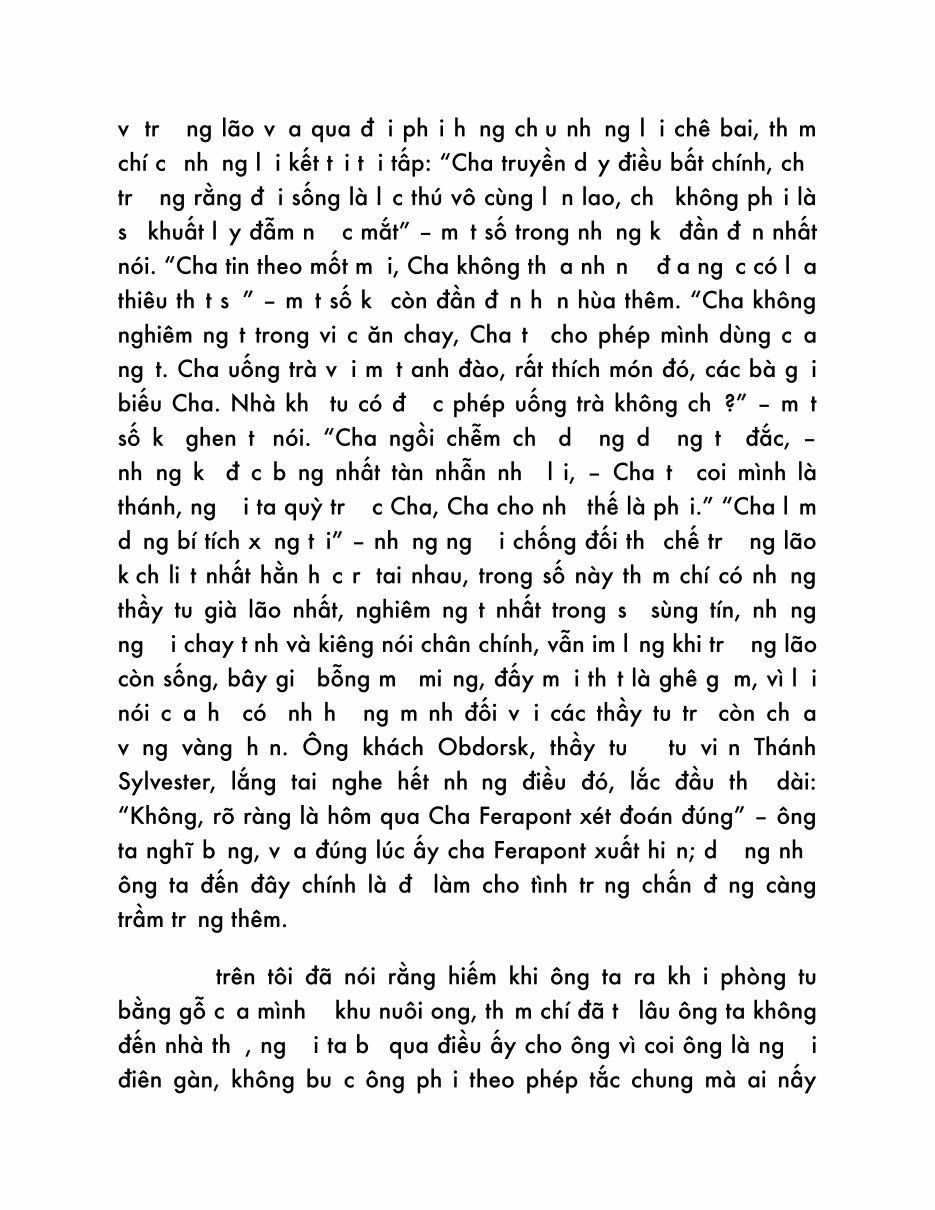 v tr ng lão v a qua đ i ph i h ng ch u nh ng l i chê bai, th m
chí c nh ng l i kết t i t i tấp: “Cha truyền d y điều bất chính, ch
tr ng rằng đ i sống là l c thú vô cùng l n lao, ch không ph i là
s khuất l y đẫm n c mắt” – m t số trong nh ng k đần đ n nhất
nói. “Cha tin theo mốt m i, Cha không th a nh n đ a ng c có l a
thiêu th t s ” – m t số k còn đần đ n h n hùa thêm. “Cha không
nghiêm ng t trong vi c ăn chay, Cha t cho phép mình dùng c a
ng t. Cha uống trà v i m t anh đào, rất thích món đó, các bà g i
biếu Cha. Nhà kh tu có đ c phép uống trà không ch ?” – m t
số k ghen t nói. “Cha ngồi chễm ch d ng d ng t đắc, –
nh ng k đ c b ng nhất tàn nhẫn nh l i, – Cha t coi mình là
thánh, ng i ta quỳ tr c Cha, Cha cho nh thế là ph i.” “Cha l m
d ng bí tích x ng t i” – nh ng ng i chống đối th chế tr ng lão
k ch li t nhất hằn h c r tai nhau, trong số này th m chí có nh ng
thầy tu già lão nhất, nghiêm ng t nhất trong s sùng tín, nh ng
ng i chay t nh và kiêng nói chân chính, vẫn im l ng khi tr ng lão
còn sống, bây gi bỗng m mi ng, đấy m i th t là ghê g m, vì l i
nói c a h có nh h ng m nh đối v i các thầy tu tr còn ch a
v ng vàng h n. Ông khách Obdorsk, thầy tu tu vi n Thánh
Sylvester, lắng tai nghe hết nh ng điều đó, lắc đầu th dài:
“Không, rõ ràng là hôm qua Cha Ferapont xét đoán đúng” – ông
ta nghĩ b ng, v a đúng lúc ấy cha Ferapont xuất hi n; d ng nh
ông ta đến đây chính là đ làm cho tình tr ng chấn đ ng càng
trầm tr ng thêm.
trên tôi đã nói rằng hiếm khi ông ta ra kh i phòng tu
bằng gỗ c a mình khu nuôi ong, th m chí đã t lâu ông ta không
đến nhà th , ng i ta b qua điều ấy cho ông vì coi ông là ng i
điên gàn, không bu c ông ph i theo phép tắc chung mà ai nấy